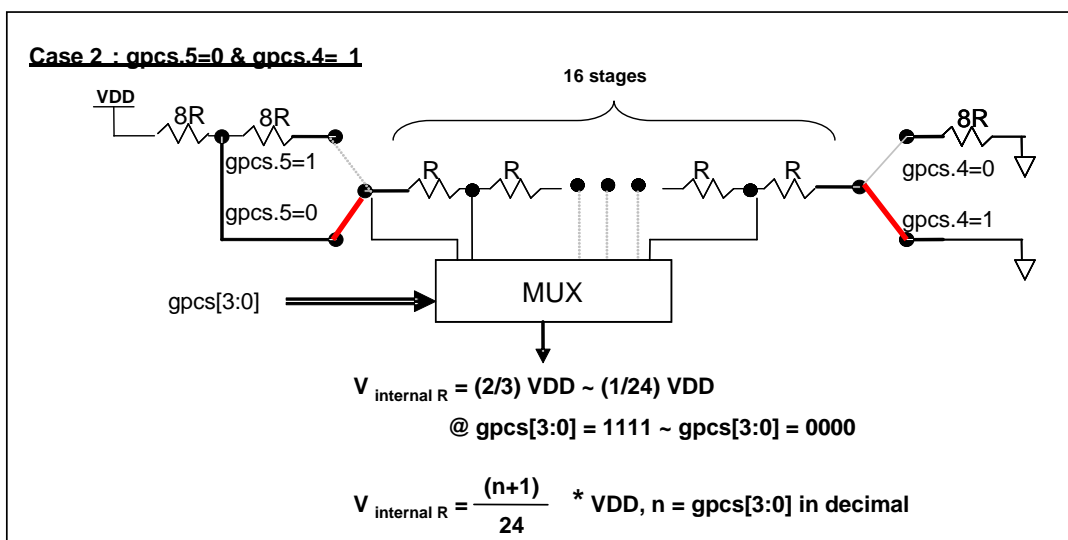 Case 2 : gpcs.5=0 & gpcs.4= 1
16 stages
VDD
8R
8R
8R
gpcs.5=1
gpcs.4=0
R
R
R
R
gpcs.5=0
gpcs.4=1
MUX
gpcs[3:0]
V internal R = (2/3) VDD ~ (1/24) VDD
@ gpcs[3:0] = 1111 ~ gpcs[3:0] = 0000
V internal R = (n+1) / 24 * VDD, n = gpcs[3:0] in decimal